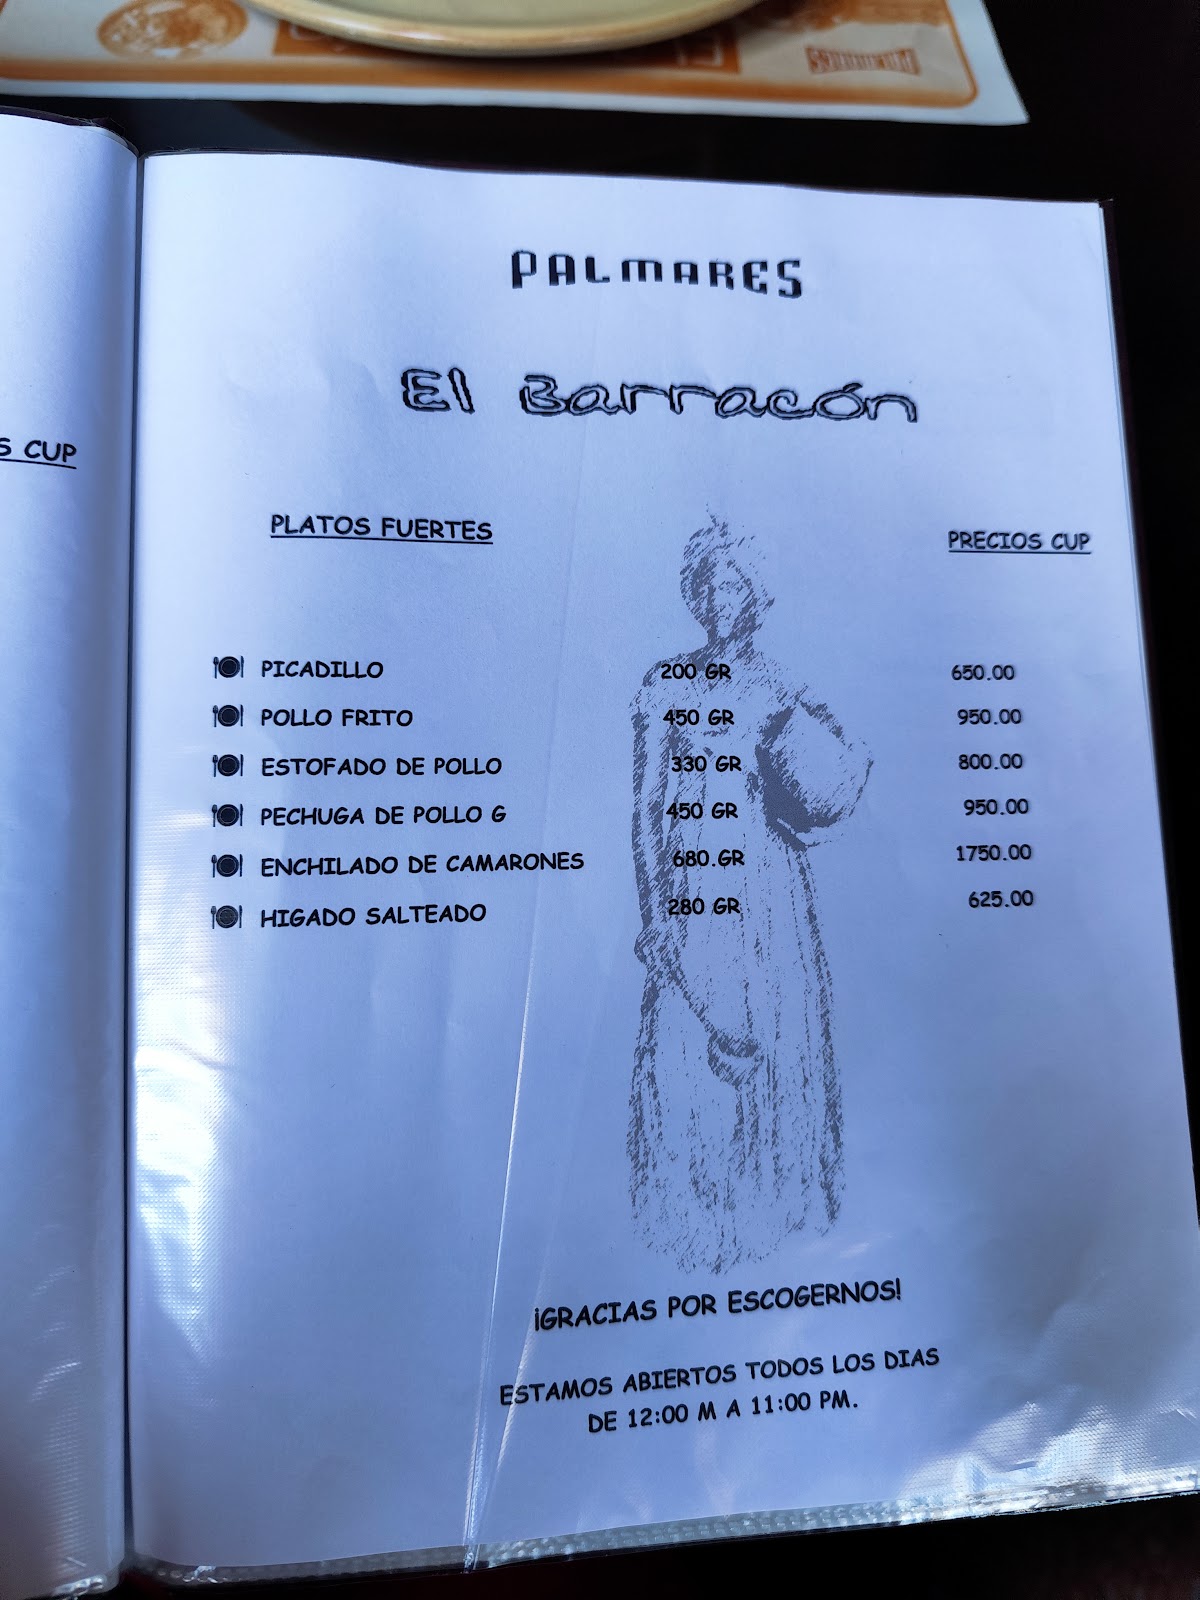 PALMARES
S CUP
PALMARES
El Barracón
PLATOS FUERTES PRECIOS CUP
PICADILLO 200 GR 650.00
POLLO FRITO 450 GR 950.00
ESTOFADO DE POLLO 330 GR 800.00
PECHUGA DE POLLO G 450 GR 950.00
ENCHILADO DE CAMARONES 680.GR 1750.00
HIGADO SALTEADO 280 GR 625.00
¡GRACIAS POR ESCOGERNOS!
ESTAMOS ABIERTOS TODOS LOS DIAS
DE 12:00 M A 11:00 PM.